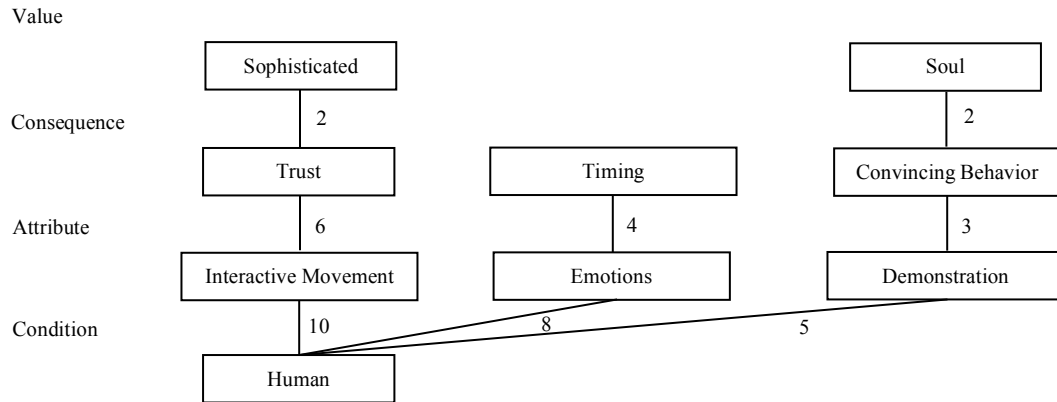 Value
Sophisticated
Soul
Consequence
2
2
Trust
Timing
Convincing Behavior
Attribute
6
4
3
Interactive Movement
Emotions
Demonstration
Condition
10
8
5
Human